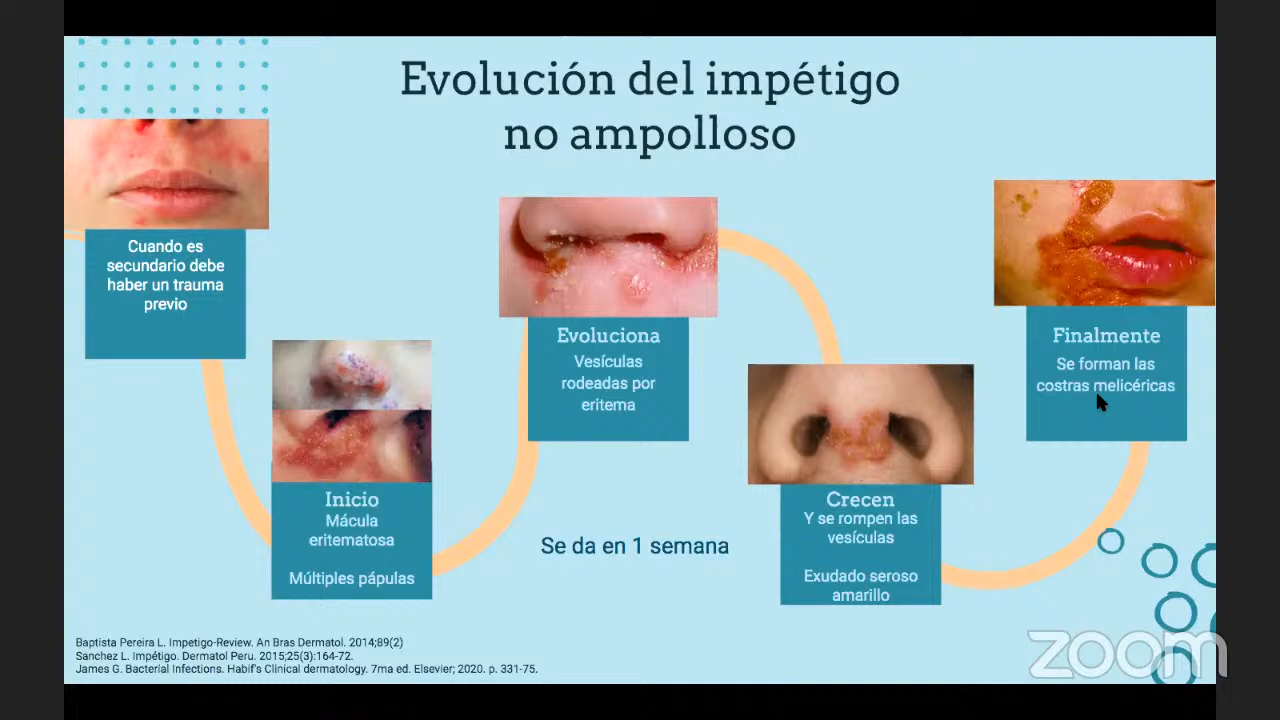 Evolución del impétigo
no ampolloso
Cuando es
secundario debe
haber un trauma
previo
Inicio
Mácula
eritematosa
Múltiples pápulas
Evoluciona
Vesículas
rodeadas por
eritema
Se da en 1 semana
Crecen
Y se rompen las
vesículas
Exudado seroso
amarillo
Finalmente
Se forman las
costras melicéricas
Baptista Pereira L. Impetigo-Review. An Bras Dermatol. 2014;89(2)
Sanchez L. Impétigo. Dermatol Peru. 2015;25(3):164-72.
James G. Bacterial Infections. Habif's Clinical dermatology. 7ma ed. Elsevier; 2020. p. 331-75.
zoom